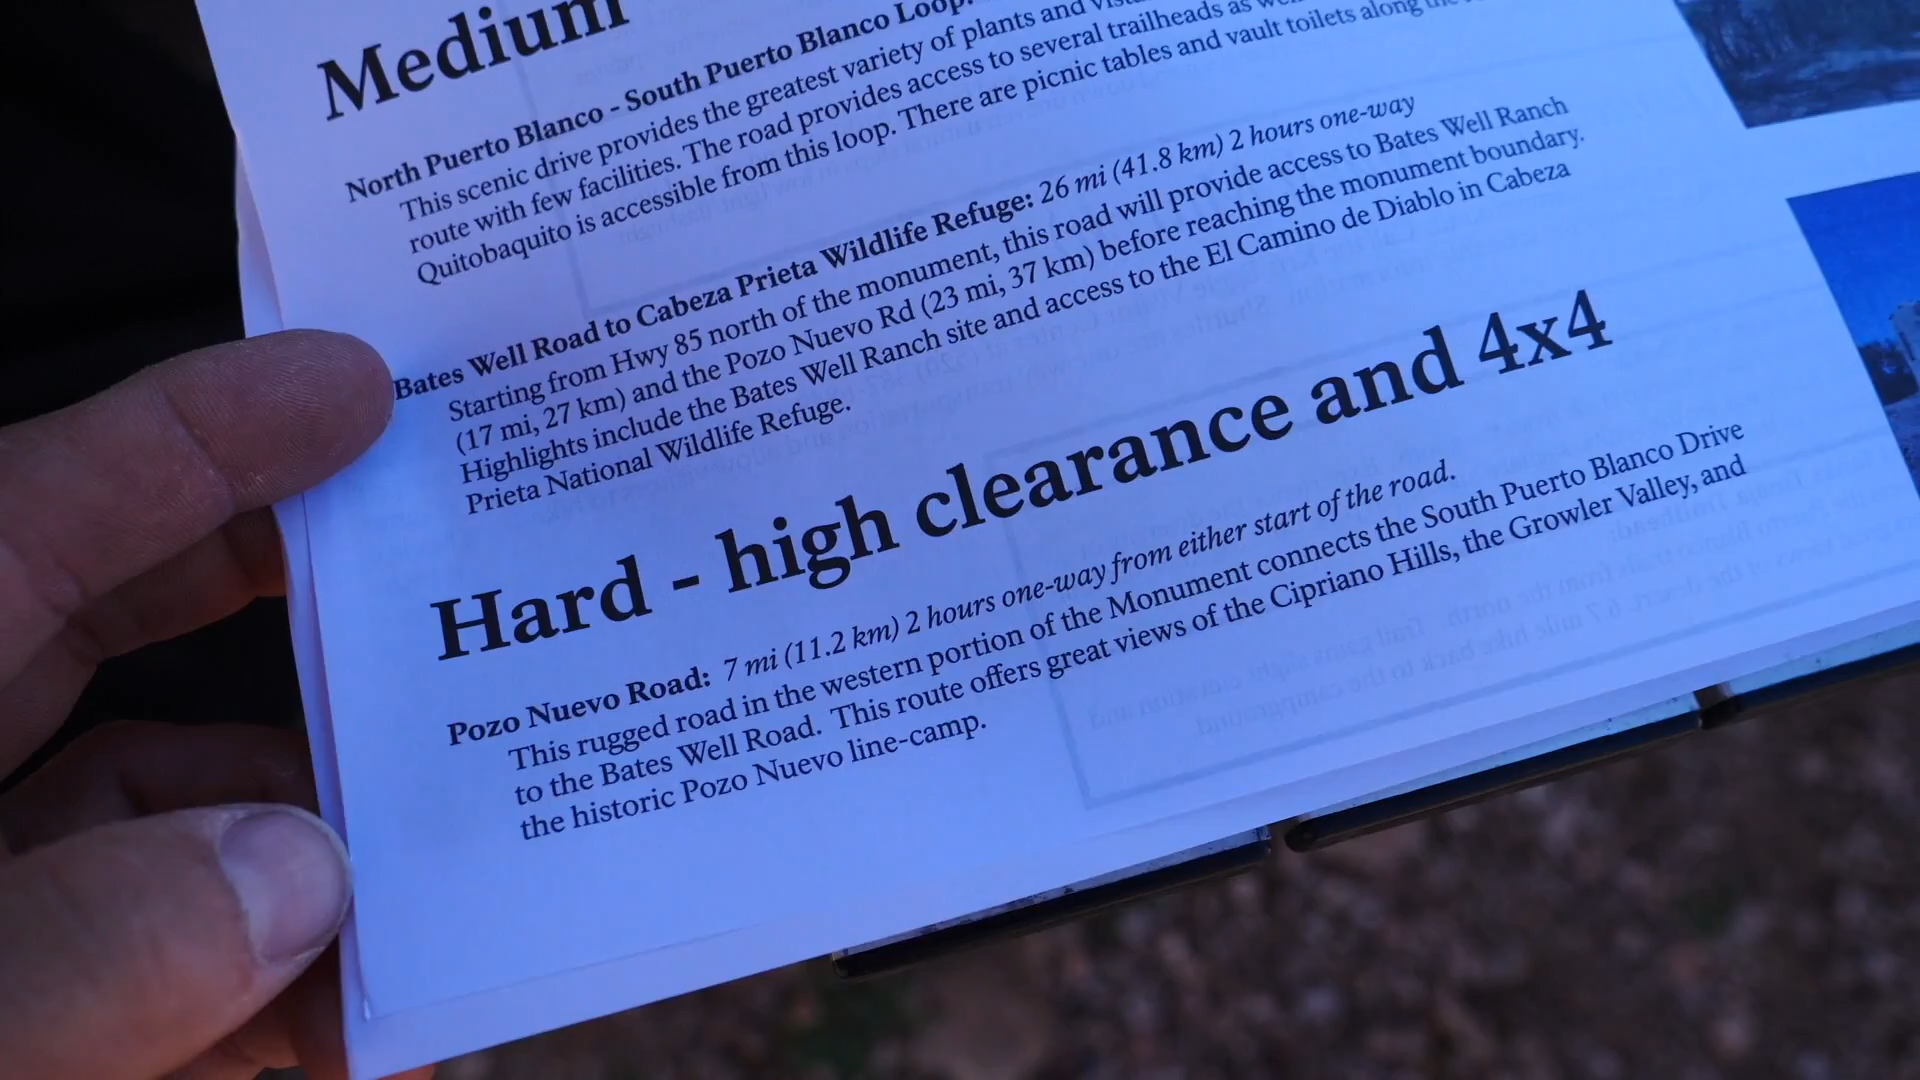 Medium
North Puerto Blanco - South Puerto Blanco Loop:
This scenic drive provides the greatest variety of plants and
route with few facilities. The road provides access to several trailheads as
Quitobaquito is accessible from this loop. There are picnic tables and vault toilets along the
Bates Well Road to Cabeza Prieta Wildlife Refuge: 26 mi (41.8 km) 2 hours one-way
Starting from Hwy 85 north of the monument, this road will provide access to Bates Well Ranch
(17 mi, 27 km) and the Pozo Nuevo Rd (23 mi, 37 km) before reaching the monument boundary.
Highlights include the Bates Well Ranch site and access to the El Camino de Diablo in Cabeza
Prieta National Wildlife Refuge.
Hard - high clearance and 4x4
Pozo Nuevo Road: 7 mi (11.2 km) 2 hours one-way from either start of the road.
This rugged road in the western portion of the Monument connects the South Puerto Blanco Drive
to the Bates Well Road. This route offers great views of the Cipriano Hills, the Growler Valley, and
the historic Pozo Nuevo line-camp.